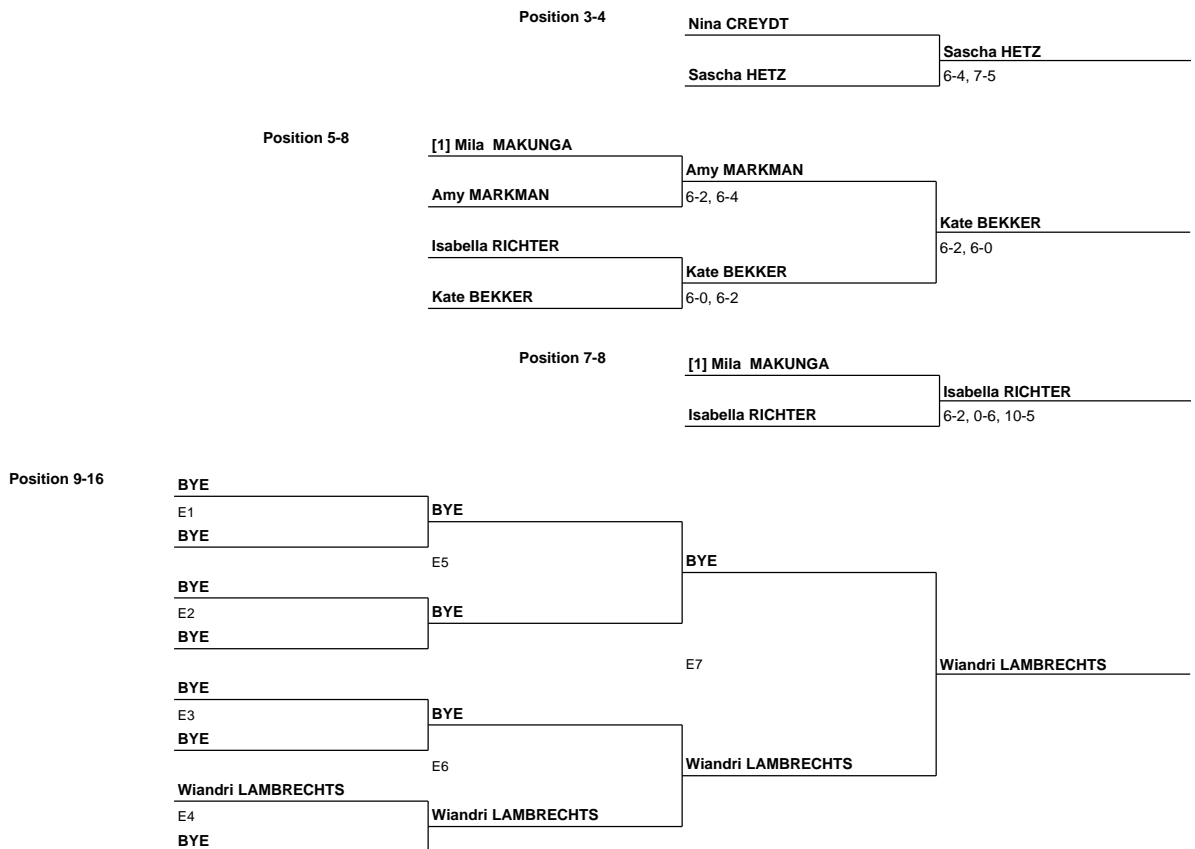 Position 3-4
Nina CREYDT
Sascha HETZ
Sascha HETZ
6-4, 7-5
Position 5-8
[1] Mila  MAKUNGA
Amy MARKMAN
Amy MARKMAN
6-2, 6-4
Kate BEKKER
Isabella RICHTER
6-2, 6-0
Kate BEKKER
Kate BEKKER
6-0, 6-2
Position 7-8
[1] Mila  MAKUNGA
Isabella RICHTER
Isabella RICHTER
6-2, 0-6, 10-5
Position 9-16
BYE
E1
BYE
BYE
E5
BYE
BYE
E2
BYE
BYE
E7
Wiandri LAMBRECHTS
BYE
E3
BYE
BYE
E6
Wiandri LAMBRECHTS
Wiandri LAMBRECHTS
E4
Wiandri LAMBRECHTS
BYE